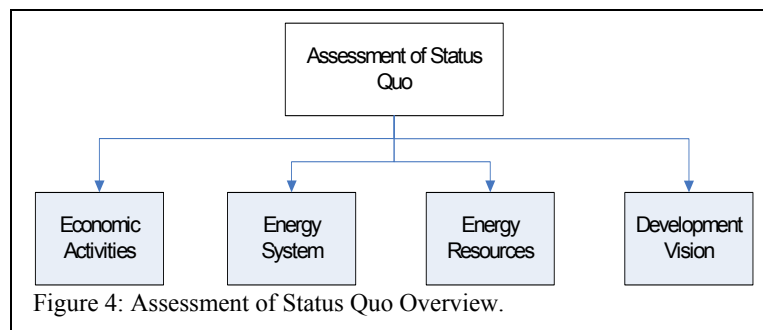 Assessment of Status
Quo
Economic
Activities
Energy
System
Energy
Resources
Development
Vision
Figure 4: Assessment of Status Quo Overview.